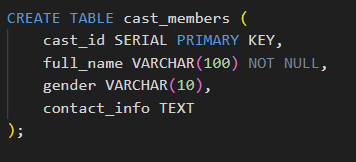 CREATE TABLE cast_members (
    cast_id SERIAL PRIMARY KEY,
    full_name VARCHAR(100) NOT NULL,
    gender VARCHAR(10),
    contact_info TEXT
);